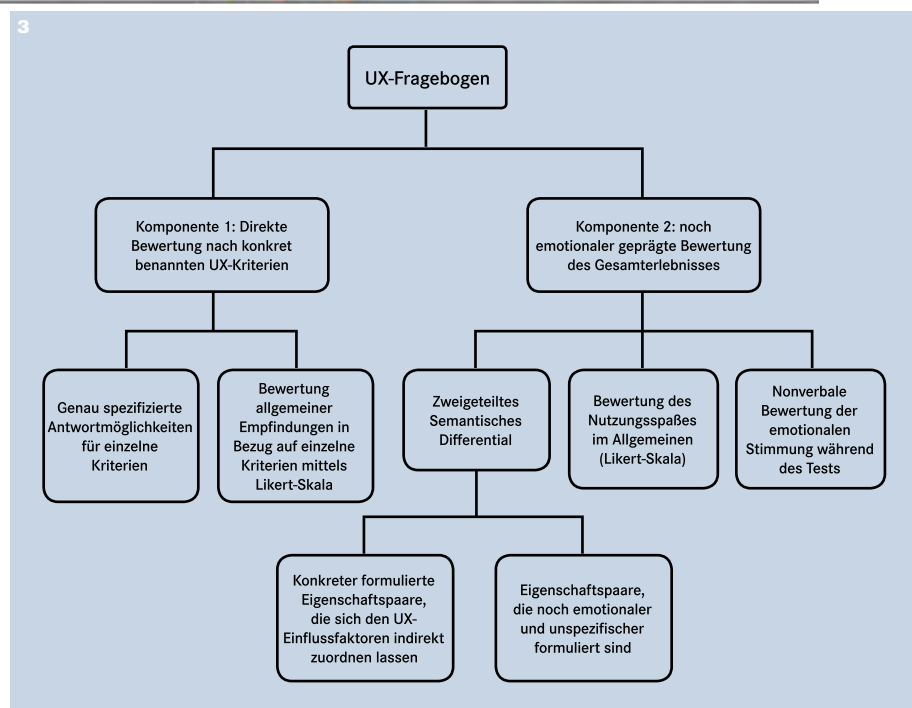 3
UX-Fragebogen
Komponente 1: Direkte
Bewertung nach konkret
benannten UX-Kriterien
Komponente 2: noch
emotionaler geprägte Bewertung
des Gesamterlebnisses
Genau spezifizierte
Antwortmöglichkeiten
für einzelne
Kriterien
Bewertung
allgemeiner
Empfindungen in
Bezug auf einzelne
Kriterien mittels
Likert-Skala
Zweigeteiltes
Semantisches
Differential
Bewertung des
Nutzungsspaßes
im Allgemeinen
(Likert-Skala)
Nonverbale
Bewertung der
emotionalen
Stimmung während
des Tests
Konkreter formulierte
Eigenschaftspaare,
die sich den UX-
Einflussfaktoren indirekt
zuordnen lassen
Eigenschaftspaare,
die noch emotionaler
und unspezifischer
formuliert sind